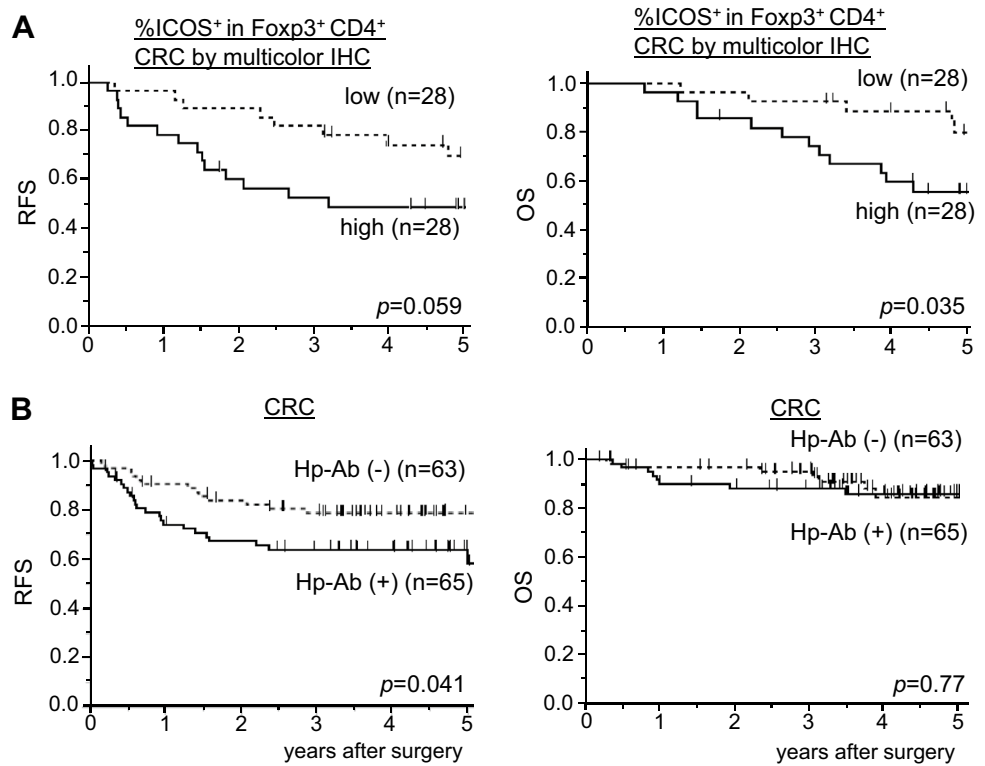 A
%ICOS⁺ in Foxp3⁺ CD4⁺
CRC by multicolor IHC
1.0
0.8
0.6
0.4
0.2
0.0
RFS
low (n=28)
high (n=28)
p=0.059
0 1 2 3 4 5
%ICOS⁺ in Foxp3⁺ CD4⁺
CRC by multicolor IHC
1.0
0.8
0.6
0.4
0.2
0.0
OS
low (n=28)
high (n=28)
p=0.035
0 1 2 3 4 5
B
CRC
1.0
0.8
0.6
0.4
0.2
0.0
RFS
Hp-Ab (-) (n=63)
Hp-Ab (+) (n=65)
p=0.041
0 1 2 3 4 5
years after surgery
CRC
1.0
0.8
0.6
0.4
0.2
0.0
OS
Hp-Ab (-) (n=63)
Hp-Ab (+) (n=65)
p=0.77
0 1 2 3 4 5
years after surgery